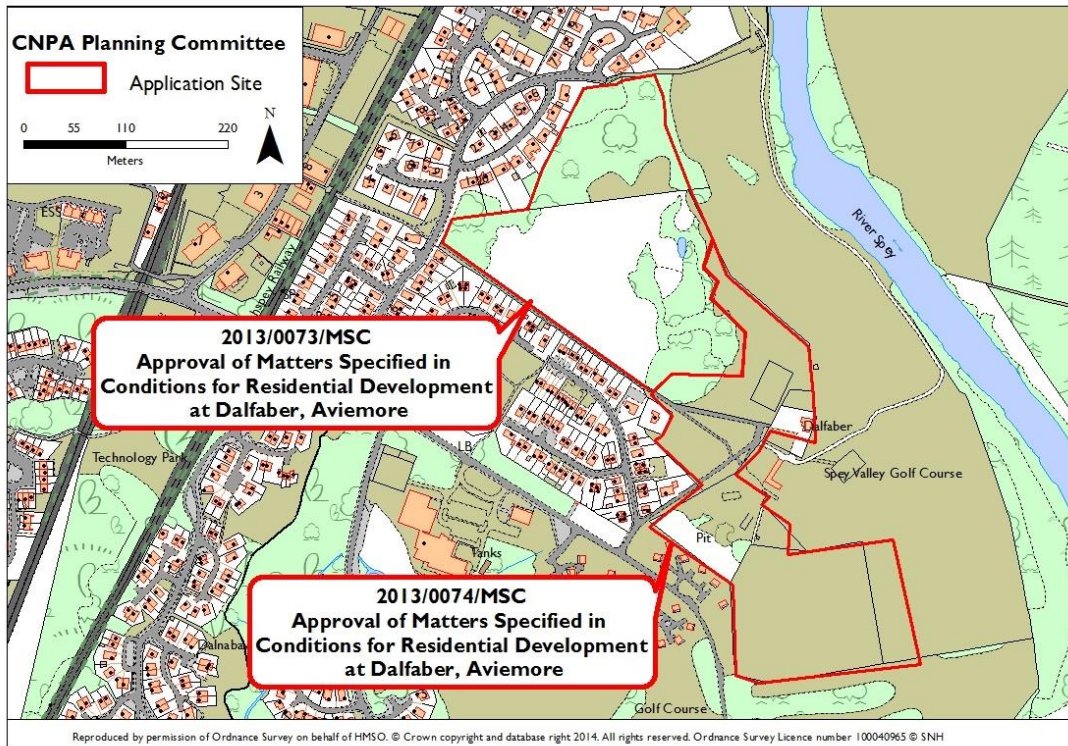 CNPA Planning Committee
Application Site
0 55 110 220
Meters
N
ESS
River Spey
2013/0073/MSC
Approval of Matters Specified in
Conditions for Residential Development
at Dalfaber, Aviemore
Technology Park
LB
Dalfaber
Spey Valley Golf Course
Pit
Tanks
2013/0074/MSC
Approval of Matters Specified in
Conditions for Residential Development
at Dalfaber, Aviemore
Golf Course
Reproduced by permission of Ordnance Survey on behalf of HMSO. © Crown copyright and database right 2014. All rights reserved. Ordnance Survey Licence number 100040965 © SNH